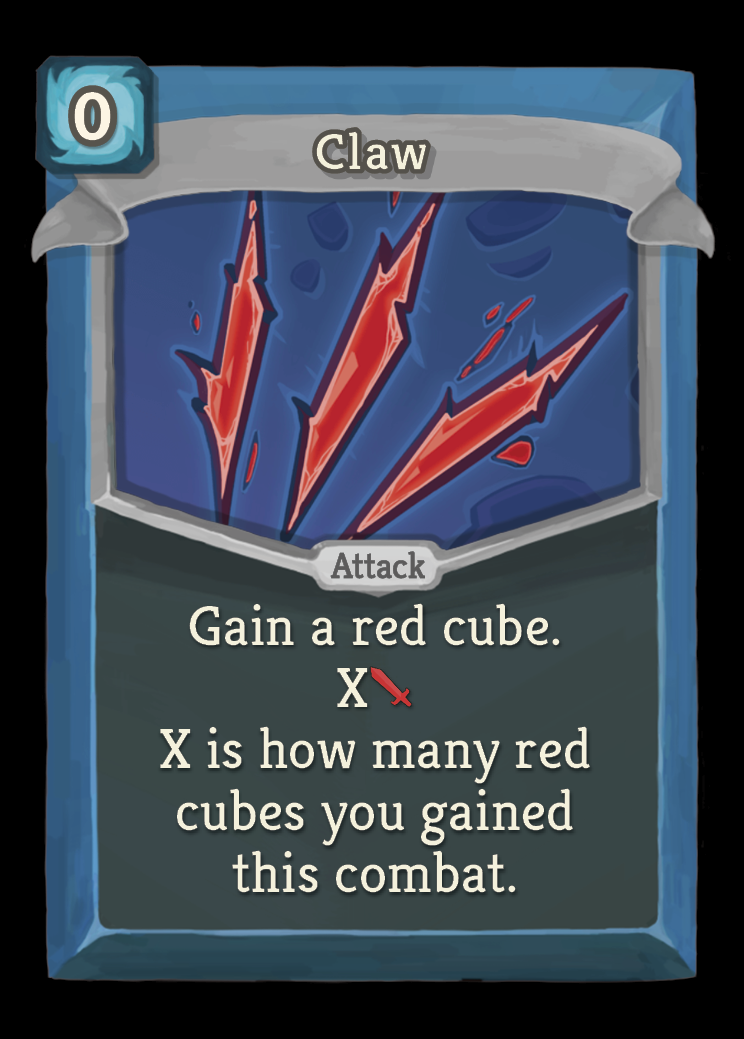 0
Claw
Attack
Gain a red cube.
X
X is how many red
cubes you gained
this combat.